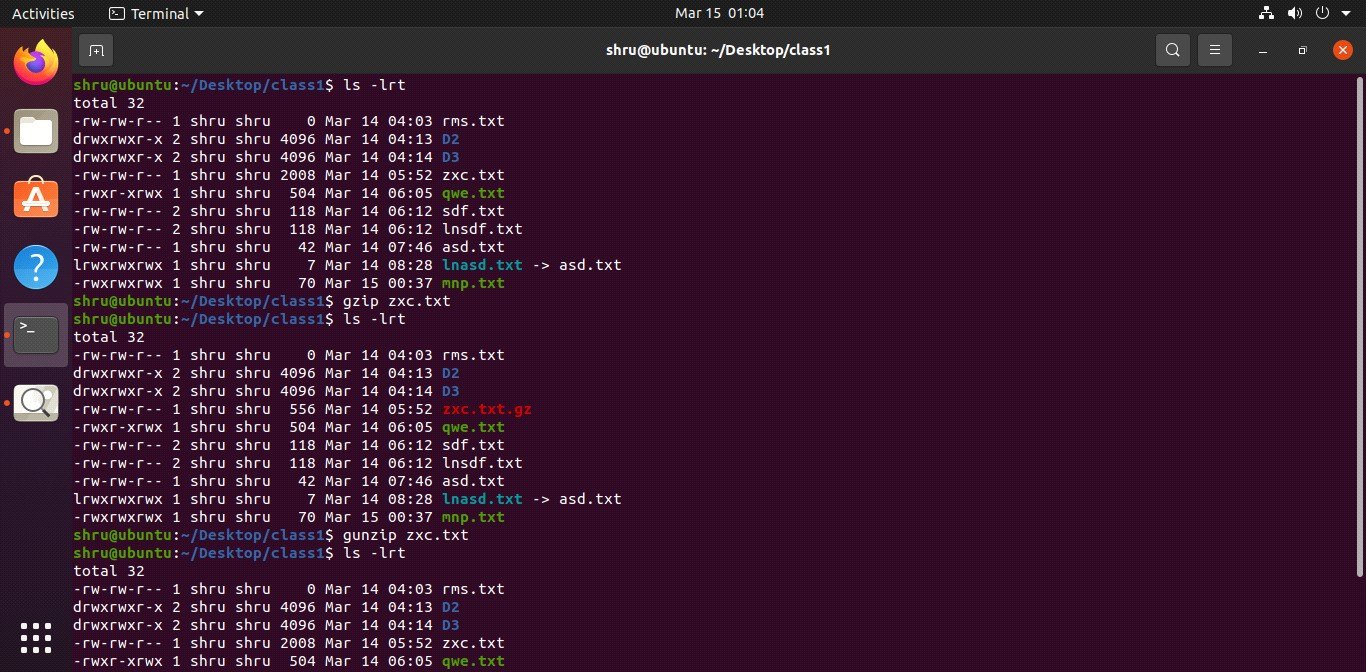 Activities Terminal Mar 15 01:04
shru@ubuntu: ~/Desktop/class1
shru@ubuntu:~/Desktop/class1$ ls -lrt
total 32
-rw-rw-r-- 1 shru shru    0 Mar 14 04:03 rms.txt
drwxrwxr-x 2 shru shru 4096 Mar 14 04:13 D2
drwxrwxr-x 2 shru shru 4096 Mar 14 04:14 D3
-rw-rw-r-- 1 shru shru 2008 Mar 14 05:52 zxc.txt
-rwxr-xrwx 1 shru shru  504 Mar 14 06:05 qwe.txt
-rw-rw-r-- 2 shru shru  118 Mar 14 06:12 sdf.txt
-rw-rw-r-- 2 shru shru  118 Mar 14 06:12 lnsdf.txt
-rw-rw-r-- 1 shru shru   42 Mar 14 07:46 asd.txt
lrwxrwxrwx 1 shru shru    7 Mar 14 08:28 lnasd.txt -> asd.txt
-rwxrwxrwx 1 shru shru   70 Mar 15 00:37 mnp.txt
shru@ubuntu:~/Desktop/class1$ gzip zxc.txt
shru@ubuntu:~/Desktop/class1$ ls -lrt
total 32
-rw-rw-r-- 1 shru shru    0 Mar 14 04:03 rms.txt
drwxrwxr-x 2 shru shru 4096 Mar 14 04:13 D2
drwxrwxr-x 2 shru shru 4096 Mar 14 04:14 D3
-rw-rw-r-- 1 shru shru  556 Mar 14 05:52 zxc.txt.gz
-rwxr-xrwx 1 shru shru  504 Mar 14 06:05 qwe.txt
-rw-rw-r-- 2 shru shru  118 Mar 14 06:12 sdf.txt
-rw-rw-r-- 2 shru shru  118 Mar 14 06:12 lnsdf.txt
-rw-rw-r-- 1 shru shru   42 Mar 14 07:46 asd.txt
lrwxrwxrwx 1 shru shru    7 Mar 14 08:28 lnasd.txt -> asd.txt
-rwxrwxrwx 1 shru shru   70 Mar 15 00:37 mnp.txt
shru@ubuntu:~/Desktop/class1$ gunzip zxc.txt
shru@ubuntu:~/Desktop/class1$ ls -lrt
total 32
-rw-rw-r-- 1 shru shru    0 Mar 14 04:03 rms.txt
drwxrwxr-x 2 shru shru 4096 Mar 14 04:13 D2
drwxrwxr-x 2 shru shru 4096 Mar 14 04:14 D3
-rw-rw-r-- 1 shru shru 2008 Mar 14 05:52 zxc.txt
-rwxr-xrwx 1 shru shru  504 Mar 14 06:05 qwe.txt